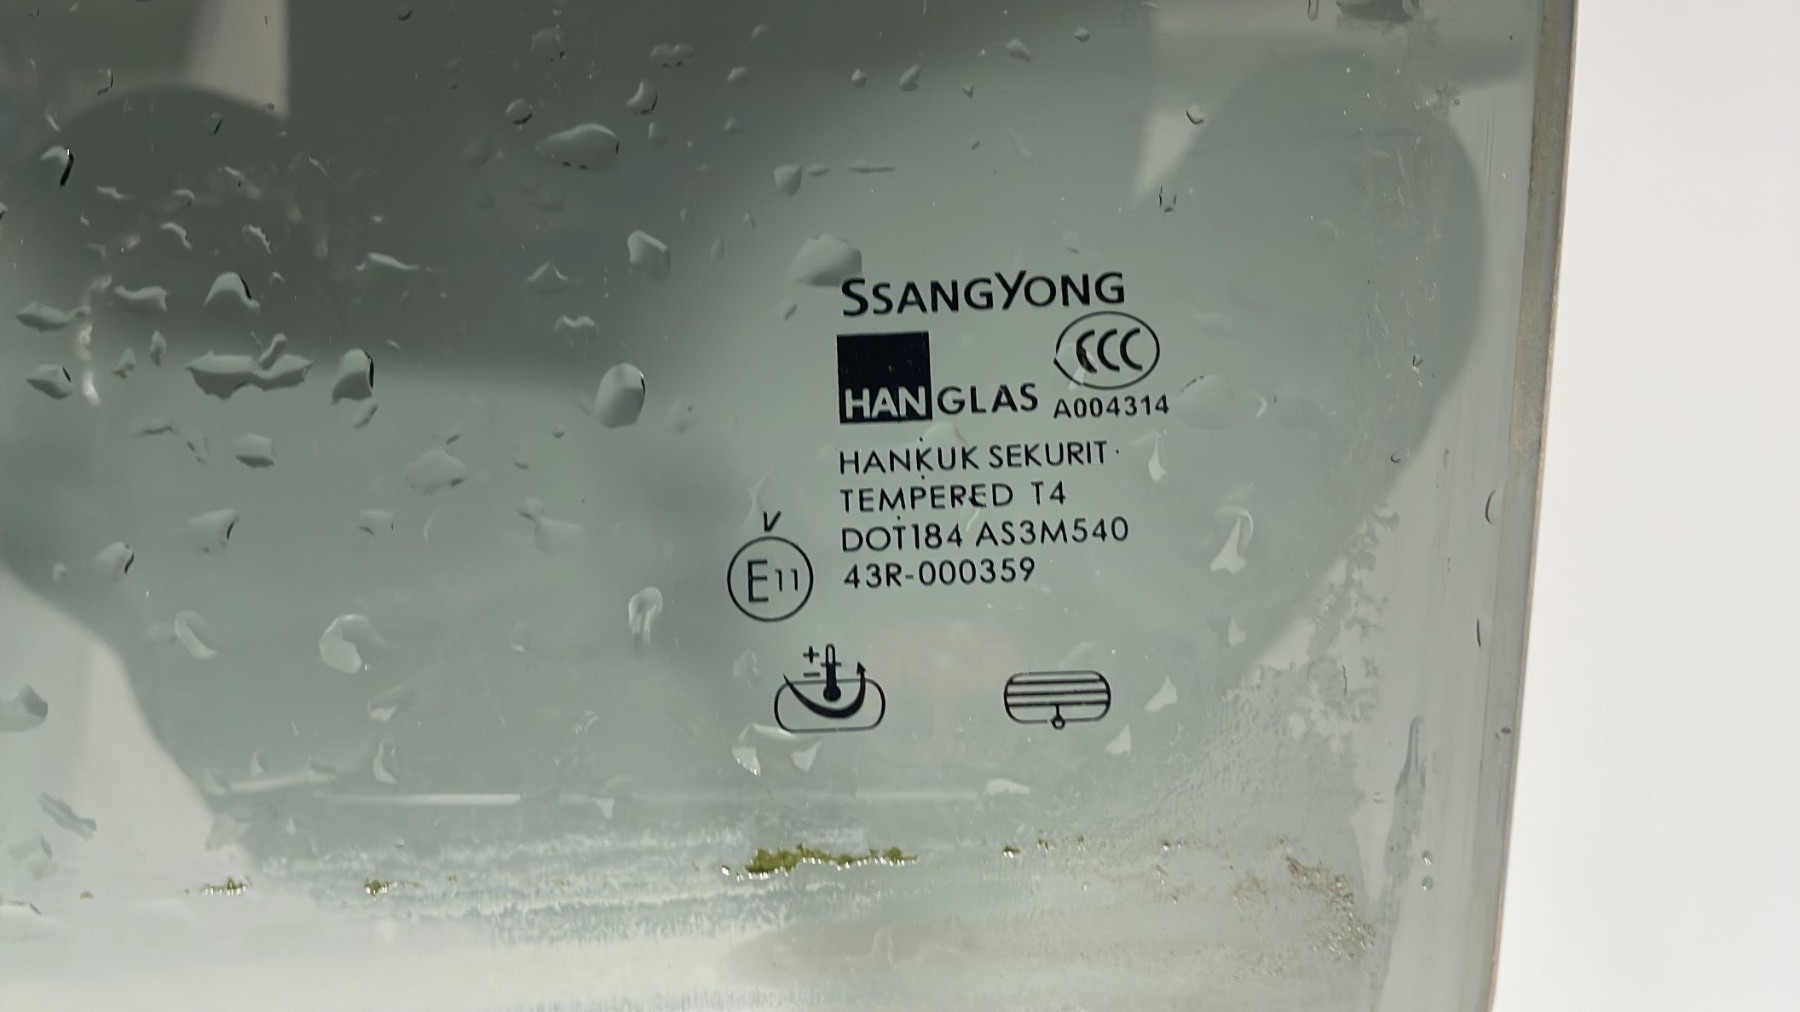 SSANGYONG
CCC
HANGLAS A004314
HANKUK SEKURIT
TEMPERED T4
DOT184 AS3M540
V
E11 43R-000359
+
-